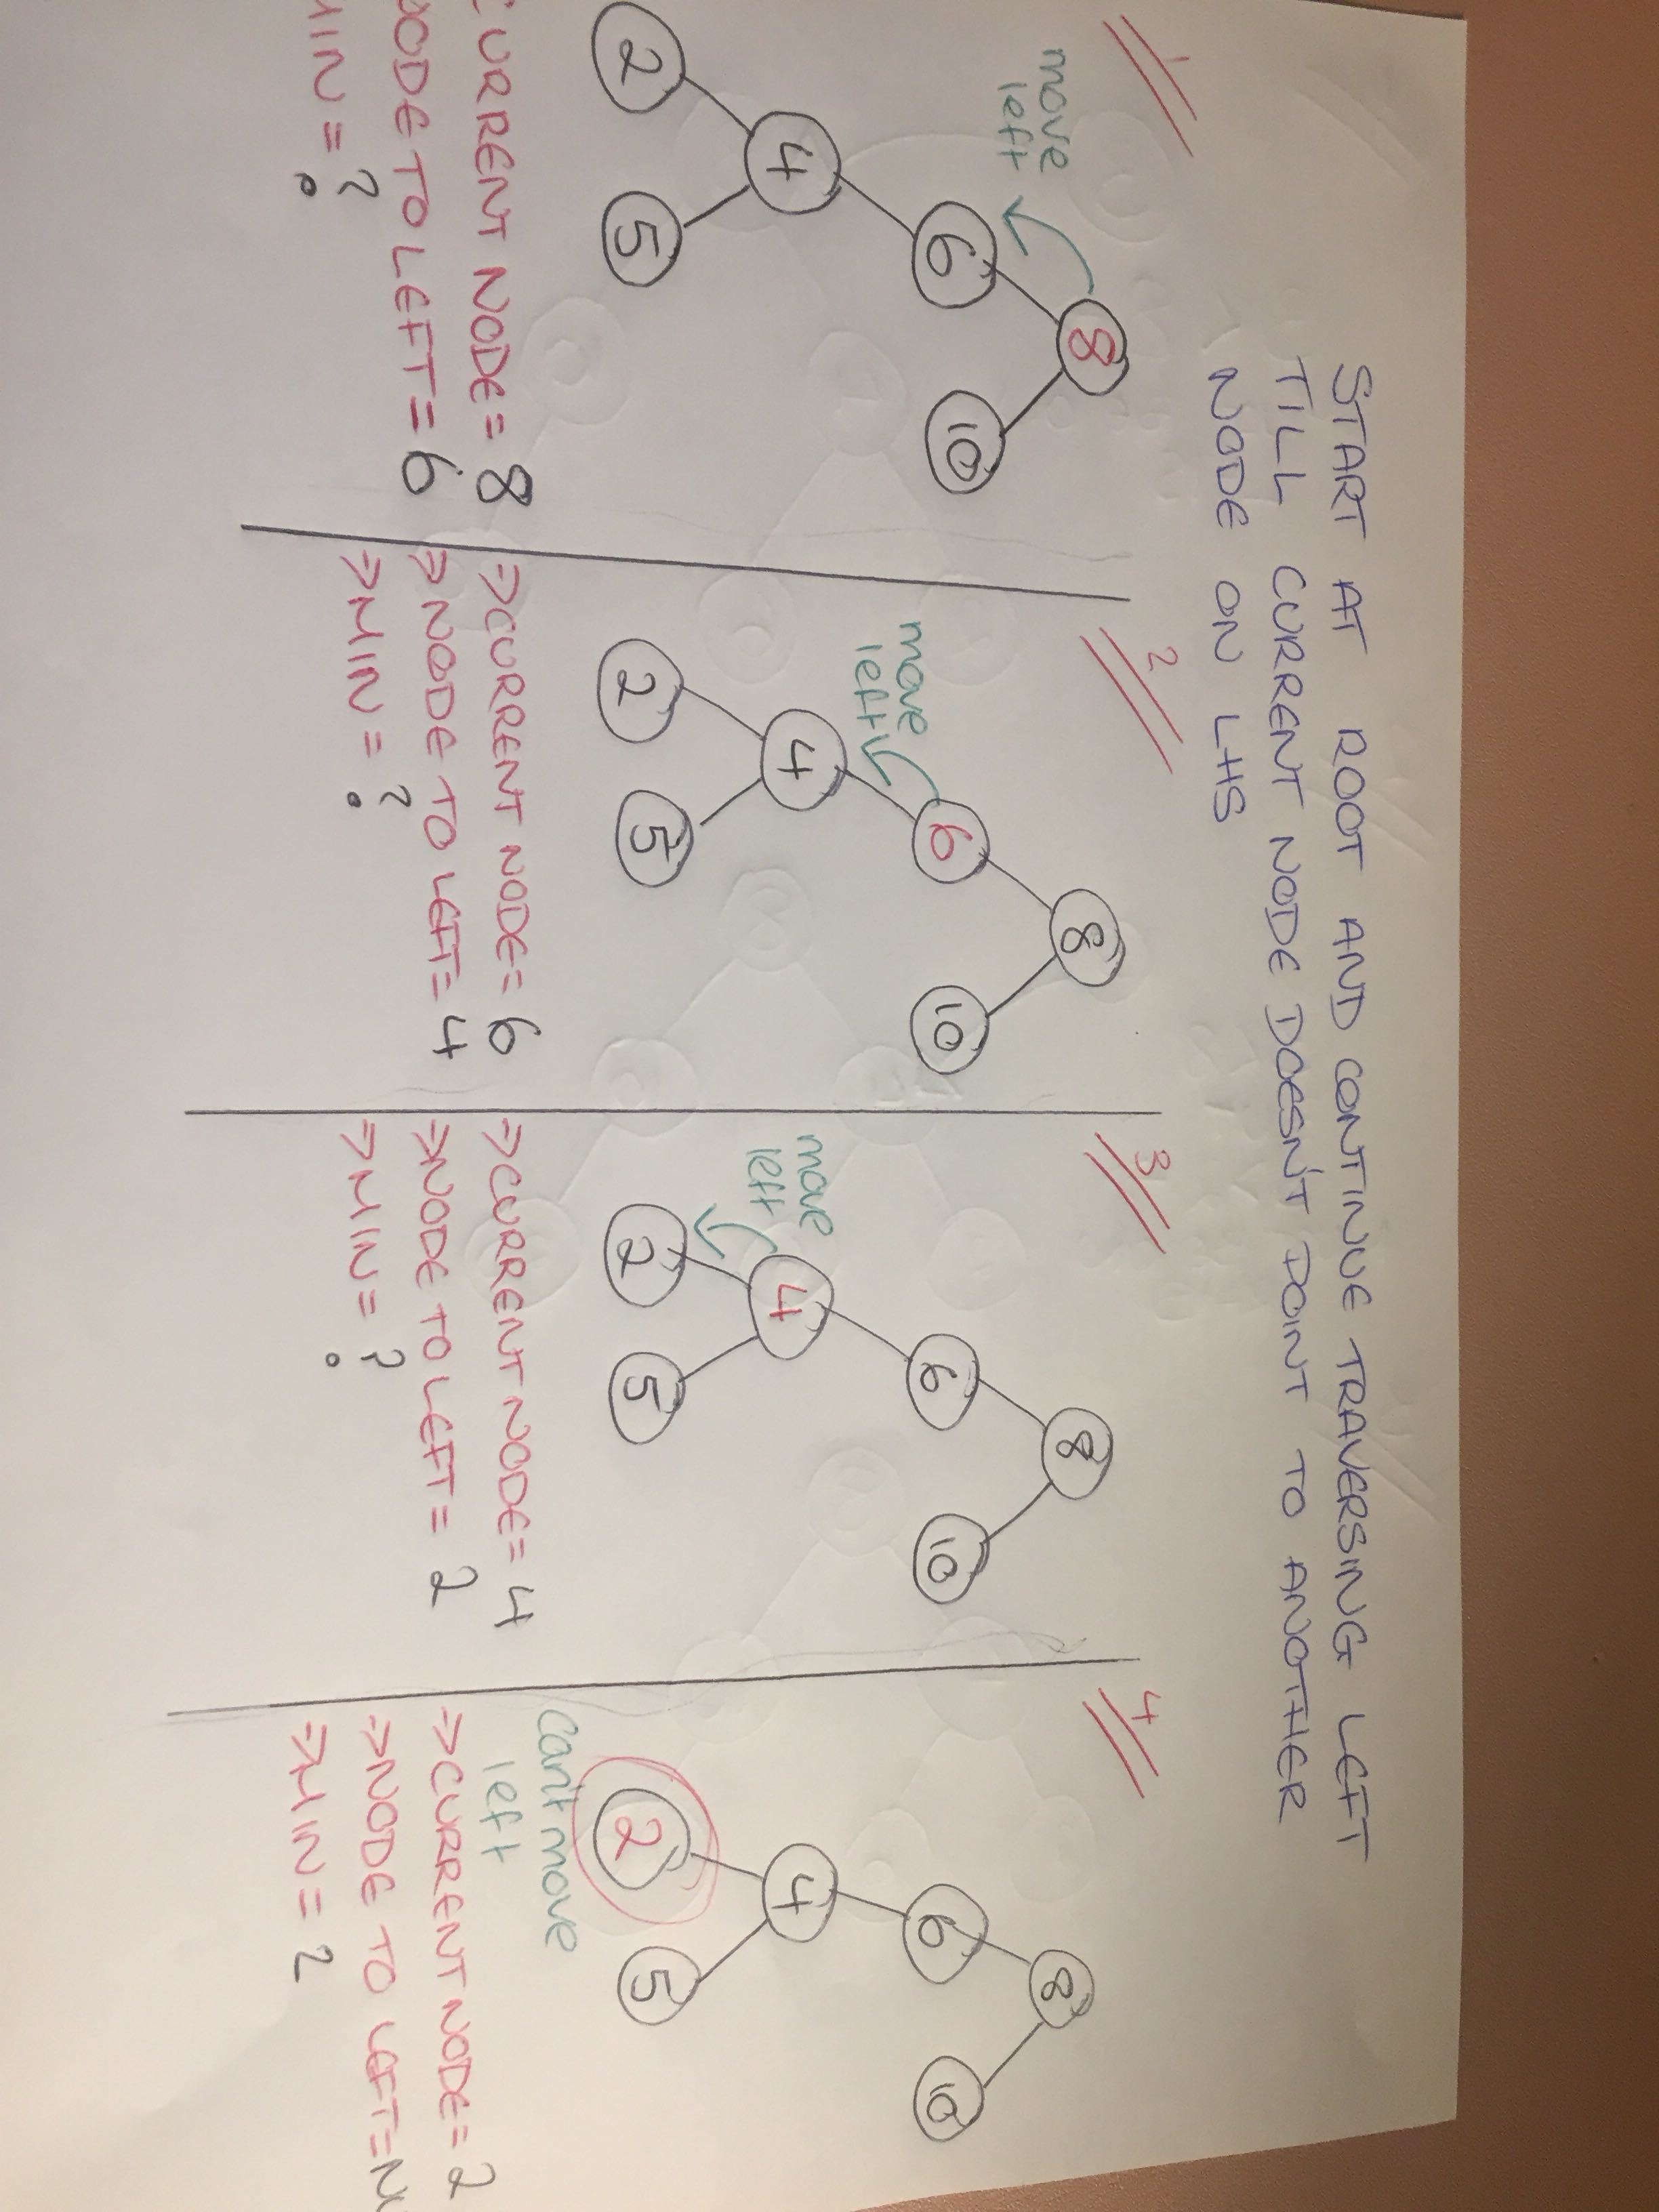 START AT ROOT AND CONTINUE TRAVERSING LEFT
TILL CURRENT NODE DOESN'T POINT TO ANOTHER
NODE ON LHS
1
move
left
8
6
10
4
2
5
CURRENT NODE = 8
ODE TO LEFT = 6
MIN = ?
2
move
left
8
6
10
4
2
5
⇒CURRENT NODE = 6
⇒NODE TO LEFT = 4
⇒MIN = ?
3
move
left
8
6
10
4
2
5
⇒CURRENT NODE = 4
⇒NODE TO LEFT = 2
⇒MIN = ?
4
8
6
10
4
2
5
can't move
left
⇒CURRENT NODE = 2
⇒NODE TO LEFT = N
⇒MIN = 2